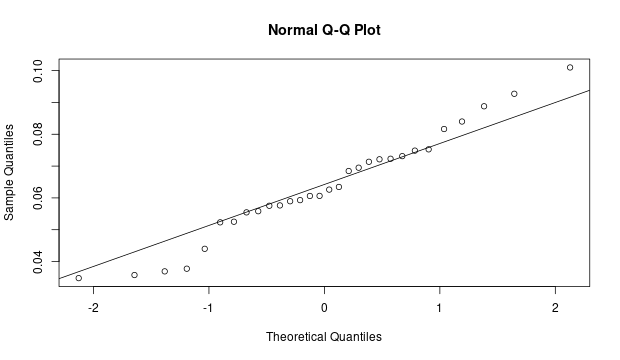 Normal Q-Q Plot
Sample Quantiles
0.10
0.08
0.06
0.04
-2 -1 0 1 2
Theoretical Quantiles